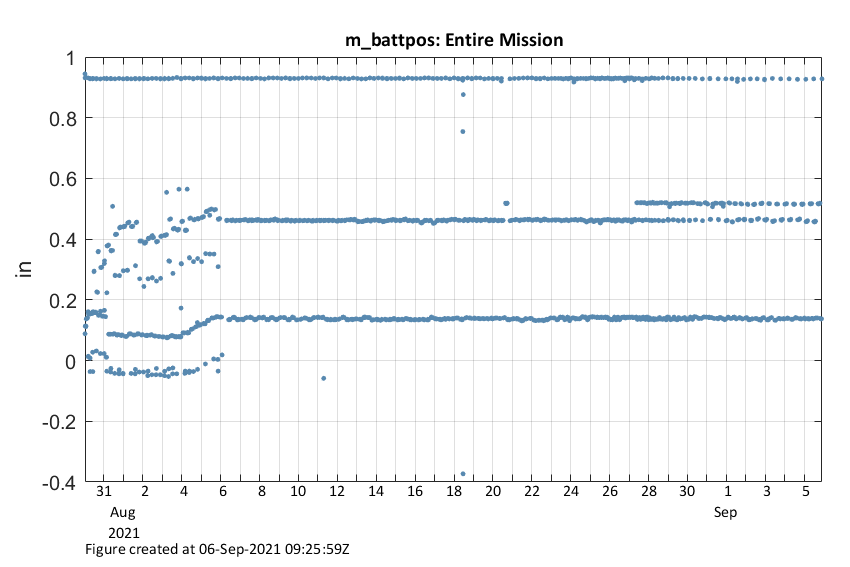 m_battpos: Entire Mission
1
0.8
0.6
0.4
0.2
0
-0.2
-0.4
in
31 2 4 6 8 10 12 14 16 18 20 22 24 26 28 30 1 3 5
Aug Sep
2021
Figure created at 06-Sep-2021 09:25:59Z